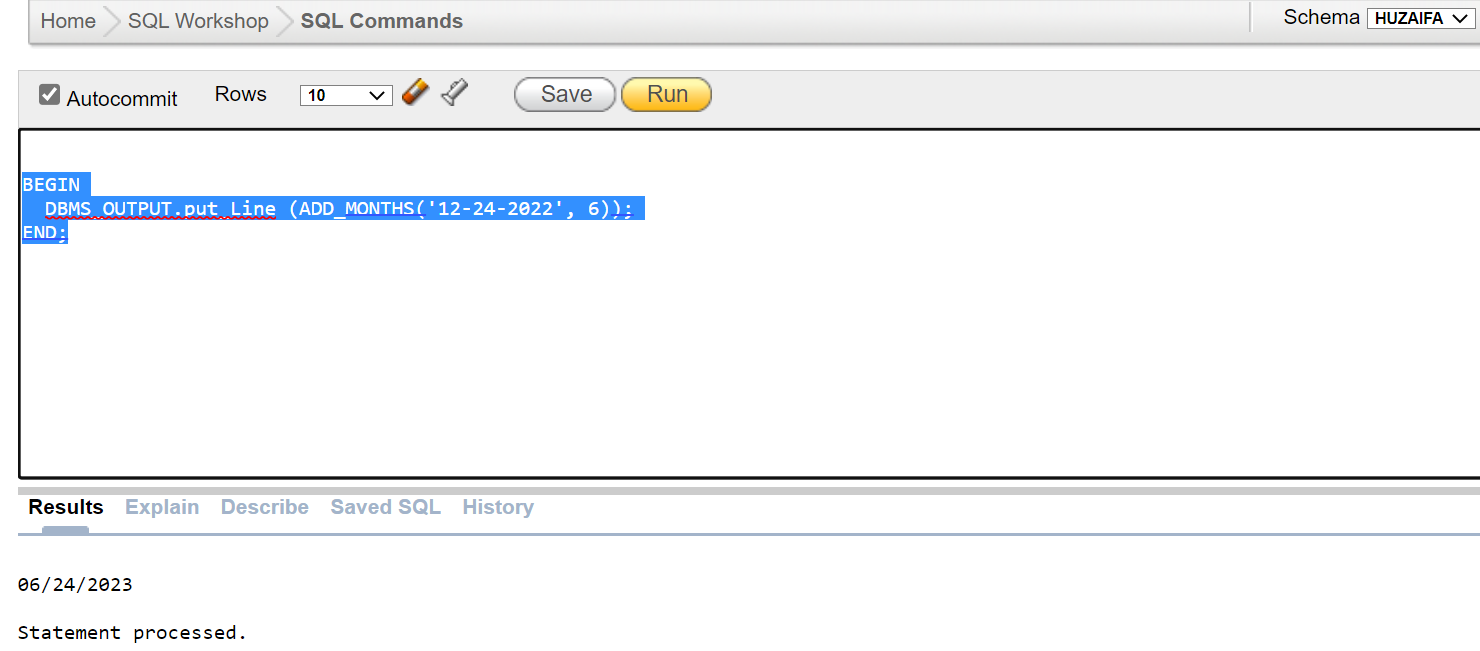 Home SQL Workshop SQL Commands Schema HUZAIFA
Autocommit Rows 10 Save Run
BEGIN
DBMS_OUTPUT.put_Line (ADD_MONTHS('12-24-2022', 6));
END;
Results Explain Describe Saved SQL History
06/24/2023
Statement processed.